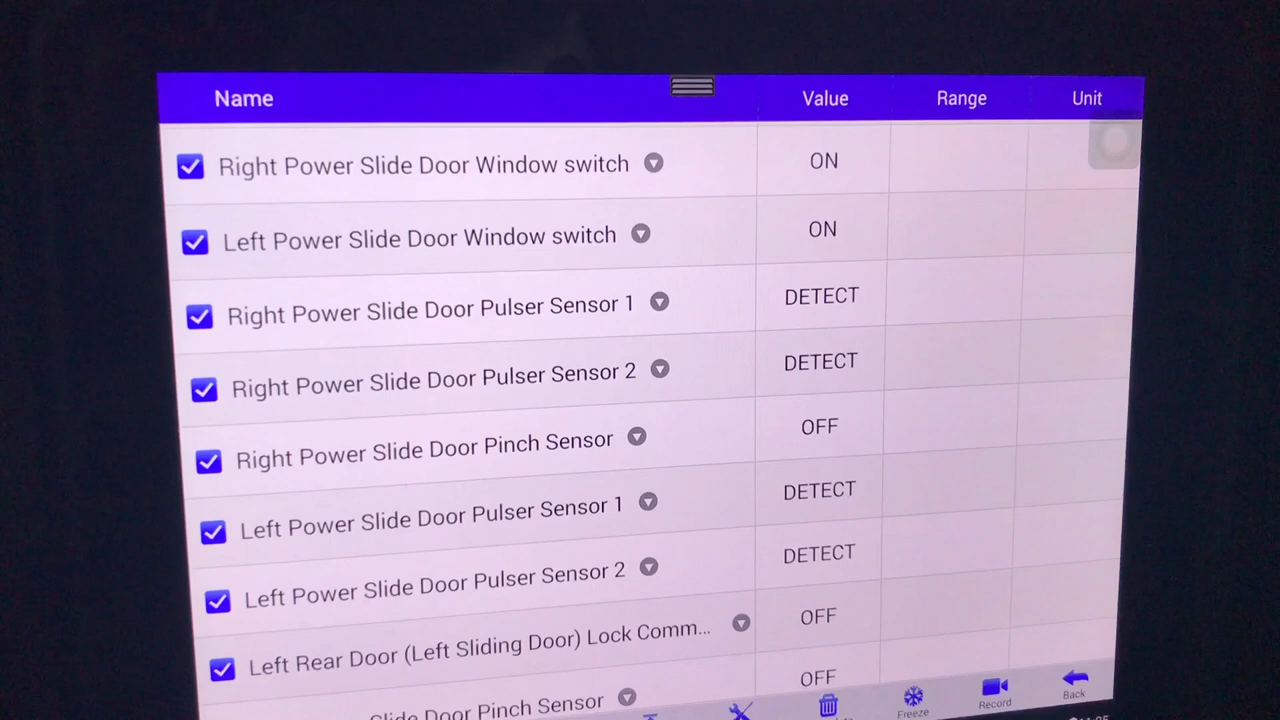 Name Value Range Unit
Right Power Slide Door Window switch ON
Left Power Slide Door Window switch ON
Right Power Slide Door Pulser Sensor 1 DETECT
Right Power Slide Door Pulser Sensor 2 DETECT
Right Power Slide Door Pinch Sensor OFF
Left Power Slide Door Pulser Sensor 1 DETECT
Left Power Slide Door Pulser Sensor 2 DETECT
Left Rear Door (Left Sliding Door) Lock Comm... OFF
Slide Door Pinch Sensor OFF
Freeze Record Back